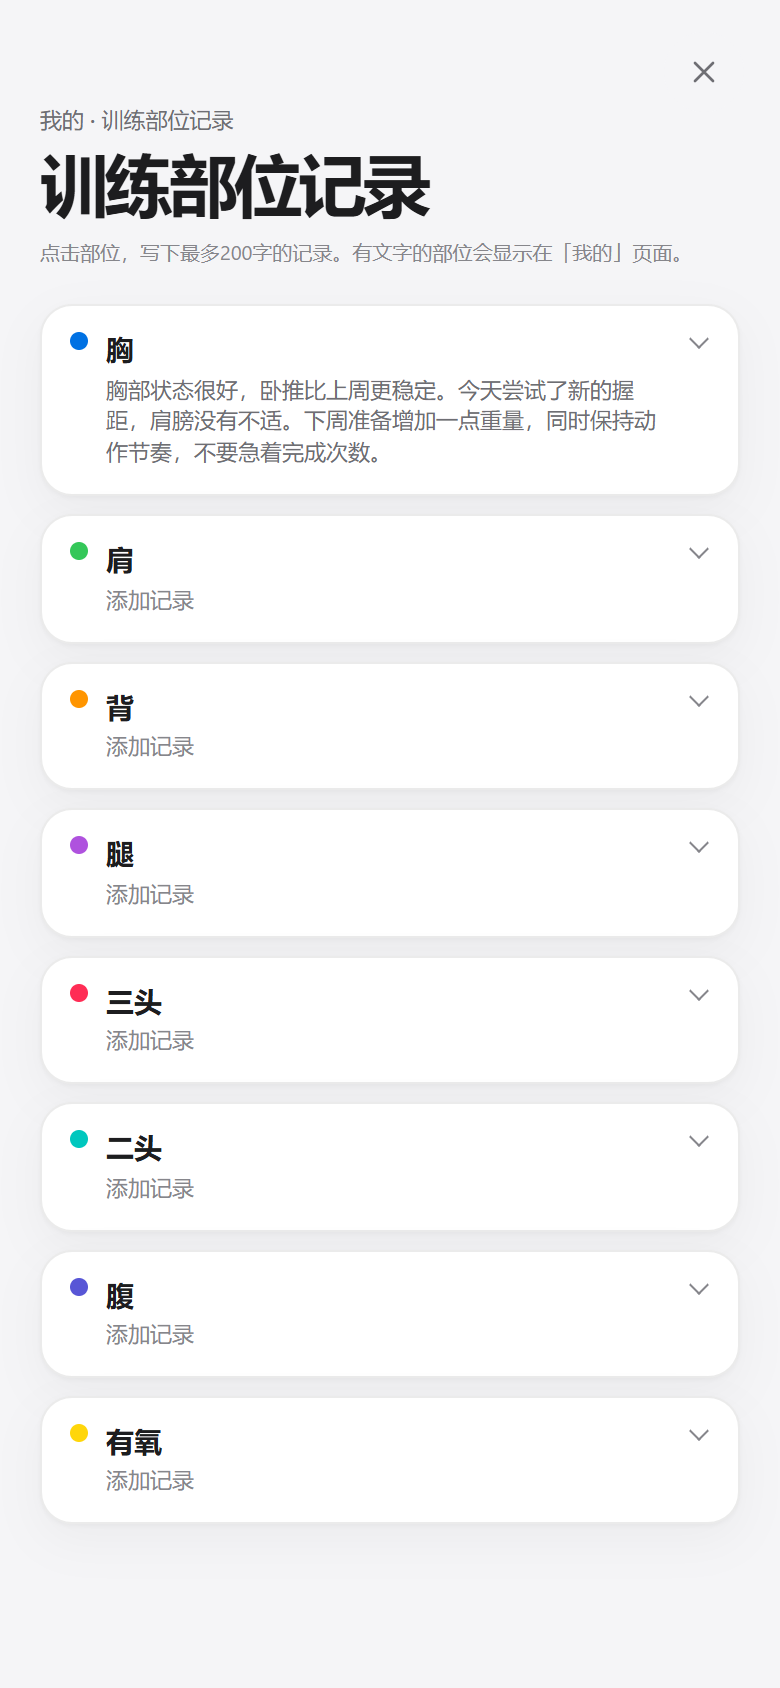 我的 · 训练部位记录
训练部位记录
点击部位，写下最多200字的记录。有文字的部位会显示在「我的」页面。
胸
胸部状态很好，卧推比上周更稳定。今天尝试了新的握
距，肩膀没有不适。下周准备增加一点重量，同时保持动
作节奏，不要急着完成次数。
肩
添加记录
背
添加记录
腿
添加记录
三头
添加记录
二头
添加记录
腹
添加记录
有氧
添加记录